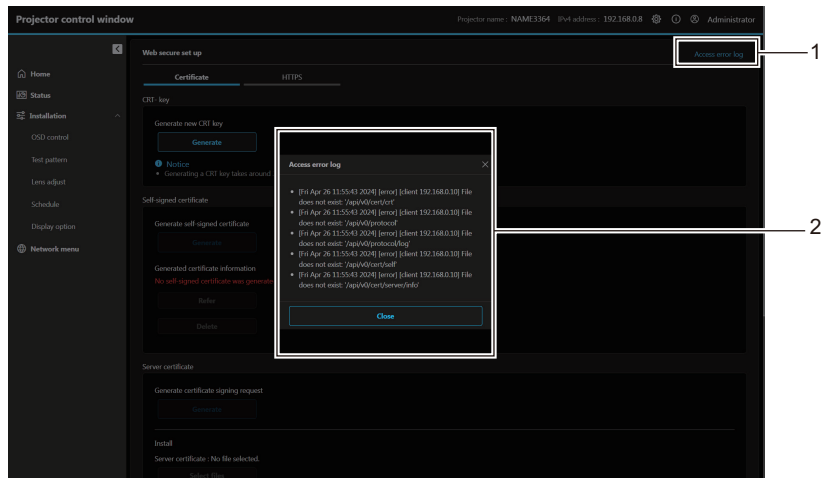 Projector control window
Projector name : NAME3364 IPv4 address : 192.168.0.8 Administrator
Web secure set up
Access error log
1
Home
Status
Installation
OSD control
Test pattern
Lens adjust
Schedule
Display option
Network menu
Certificate
HTTPS
CRT- key
Generate new CRT key
Generate
Notice
• Generating a CRT key takes around
Access error log
• [Fri Apr 26 11:55:43 2024] [error] [client 192.168.0.10] File
does not exist: '/api/v0/cert/crt'
• [Fri Apr 26 11:55:43 2024] [error] [client 192.168.0.10] File
does not exist: '/api/v0/protocol'
• [Fri Apr 26 11:55:43 2024] [error] [client 192.168.0.10] File
does not exist: '/api/v0/protocol/log'
• [Fri Apr 26 11:55:43 2024] [error] [client 192.168.0.10] File
does not exist: '/api/v0/cert/self'
• [Fri Apr 26 11:55:43 2024] [error] [client 192.168.0.10] File
does not exist: '/api/v0/cert/server/info'
Close
2
Self-signed certificate
Generate self-signed certificate
Generate
Generated certificate information
No self-signed certificate was generate
Refer
Delete
Server certificate
Generate certificate signing request
Generate
Install
Server certificate : No file selected.
Select files